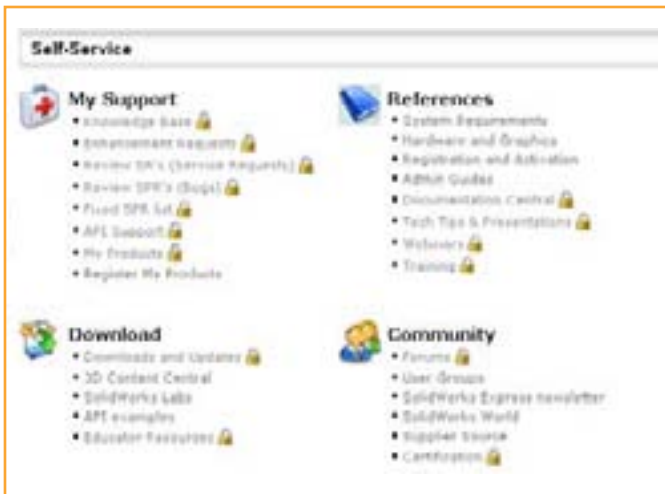 Self-Service
My Support
Knowledge Base
Enhancement Requests
Review SR's (Service Requests)
Review SPR's (Bugs)
Fixed SPR list
API Support
My Products
Register My Products
References
System Requirements
Hardware and Graphics
Registration and Activation
Admin Guides
Documentation Central
Tech Tips & Presentations
Webinars
Training
Download
Downloads and Updates
3D Content Central
SolidWorks Labs
API examples
Educator Resources
Community
Forums
User Groups
SolidWorks Express newsletter
SolidWorks World
Supplier Source
Certification